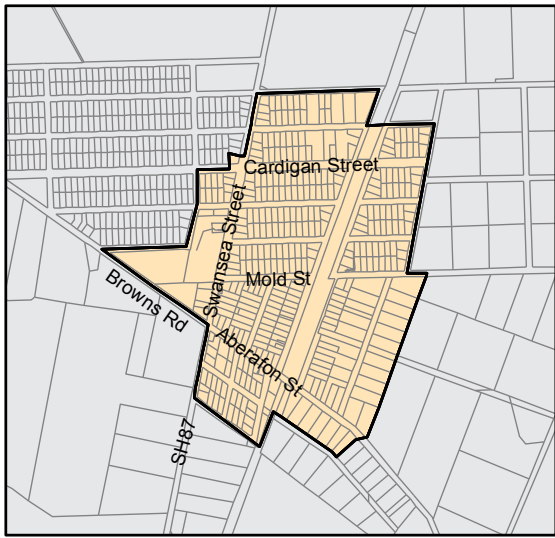 Cardigan Street
Swansea Street
Mold St
Browns Rd
Aberafon St
SH87